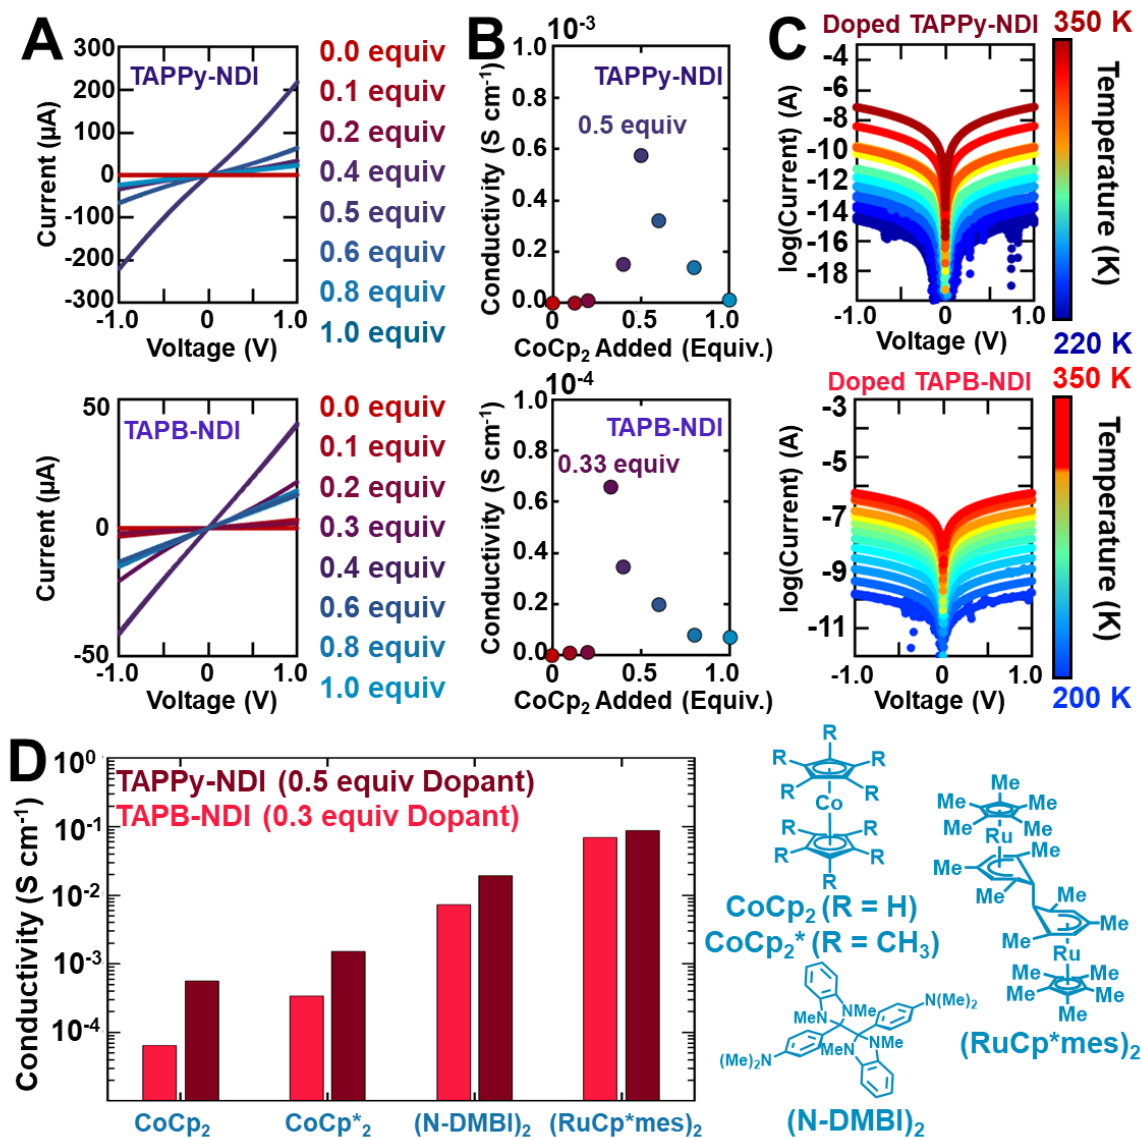 A
300
200
100
0
-100
-200
-300
Current (µA)
TAPPy-NDI
-1.0 0 1.0
Voltage (V)
0.0 equiv
0.1 equiv
0.2 equiv
0.4 equiv
0.5 equiv
0.6 equiv
0.8 equiv
1.0 equiv
50
0
-50
Current (µA)
TAPB-NDI
-1.0 0 1.0
Voltage (V)
0.0 equiv
0.1 equiv
0.2 equiv
0.3 equiv
0.4 equiv
0.6 equiv
0.8 equiv
1.0 equiv
B
10⁻³
1.0
0.8
0.6
0.4
0.2
0.0
Conductivity (S cm⁻¹)
TAPPy-NDI
0.5 equiv
0 0.5 1.0
CoCp₂ Added (Equiv.)
10⁻⁴
1.0
0.8
0.6
0.4
0.2
0.0
Conductivity (S cm⁻¹)
TAPB-NDI
0.33 equiv
0 0.5 1.0
CoCp₂ Added (Equiv.)
C
Doped TAPPy-NDI
-4
-6
-8
-10
-12
-14
-16
-18
log(Current) (A)
-1.0 0 1.0
Voltage (V)
350 K
Temperature (K)
220 K
Doped TAPB-NDI
-3
-5
-7
-9
-11
log(Current) (A)
-1.0 0 1.0
Voltage (V)
350 K
Temperature (K)
200 K
D
10⁰
10⁻¹
10⁻²
10⁻³
10⁻⁴
Conductivity (S cm⁻¹)
TAPPy-NDI (0.5 equiv Dopant)
TAPB-NDI (0.3 equiv Dopant)
CoCp₂ CoCp*₂ (N-DMBI)₂ (RuCp*mes)₂
R
R R
R R
Co
R R
R R
R
CoCp₂ (R = H)
CoCp₂* (R = CH₃)
N N
Me NMe
N(Me)₂
(Me)₂N
MeN NMe
(N-DMBI)₂
Me Me
Me
Me Me
Ru
Me
Me
Me
Me
Me
Me
Ru
Me Me
Me Me
Me
(RuCp*mes)₂